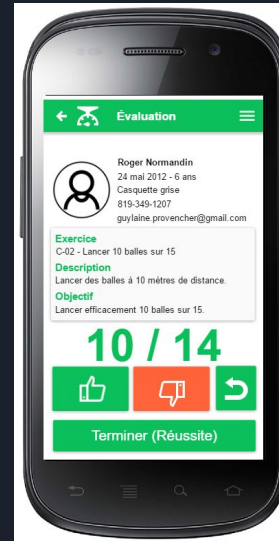 Évaluation
Roger Normandin
24 mai 2012 - 6 ans
Casquette grise
819-349-1207
guylaine.provencher@gmail.com
Exercice
C-02 - Lancer 10 balles sur 15
Description
Lancer des balles à 10 mètres de distance.
Objectif
Lancer efficacement 10 balles sur 15.
10 / 14
Terminer (Réussite)